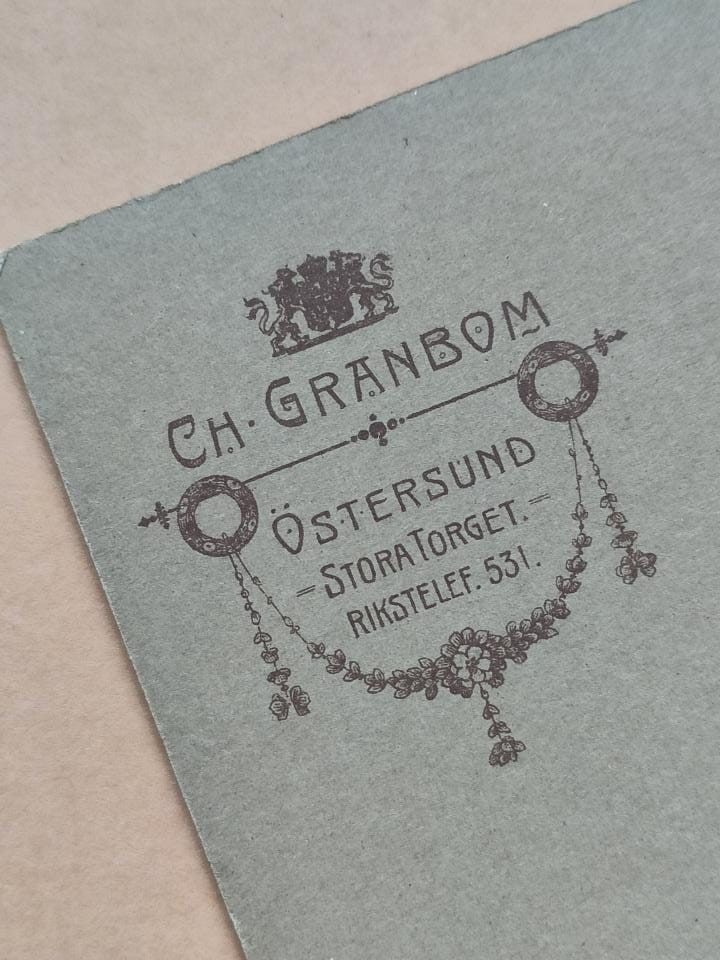 CH. GRANBOM
ÖSTERSUND
STORA TORGET.
RIKSTELEF. 531.